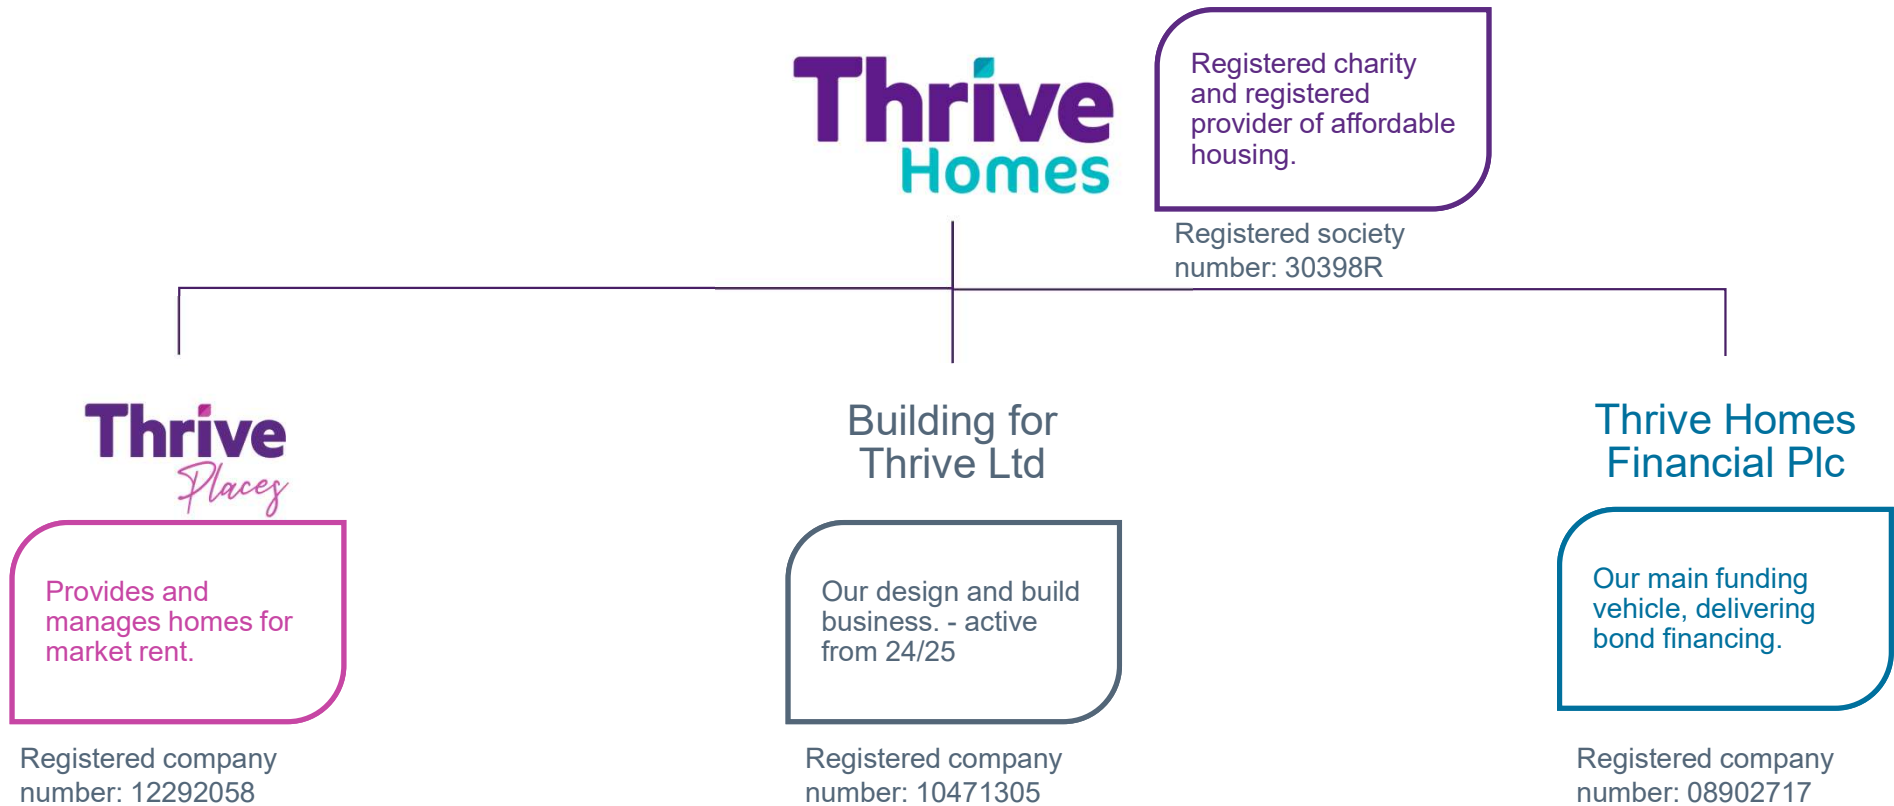 Thrive
Homes
Registered charity
and registered
provider of affordable
housing.
Registered society
number: 30398R
Thrive
Places
Provides and
manages homes for
market rent.
Registered company
number: 12292058
Building for
Thrive Ltd
Our design and build
business. - active
from 24/25
Registered company
number: 10471305
Thrive Homes
Financial Plc
Our main funding
vehicle, delivering
bond financing.
Registered company
number: 08902717